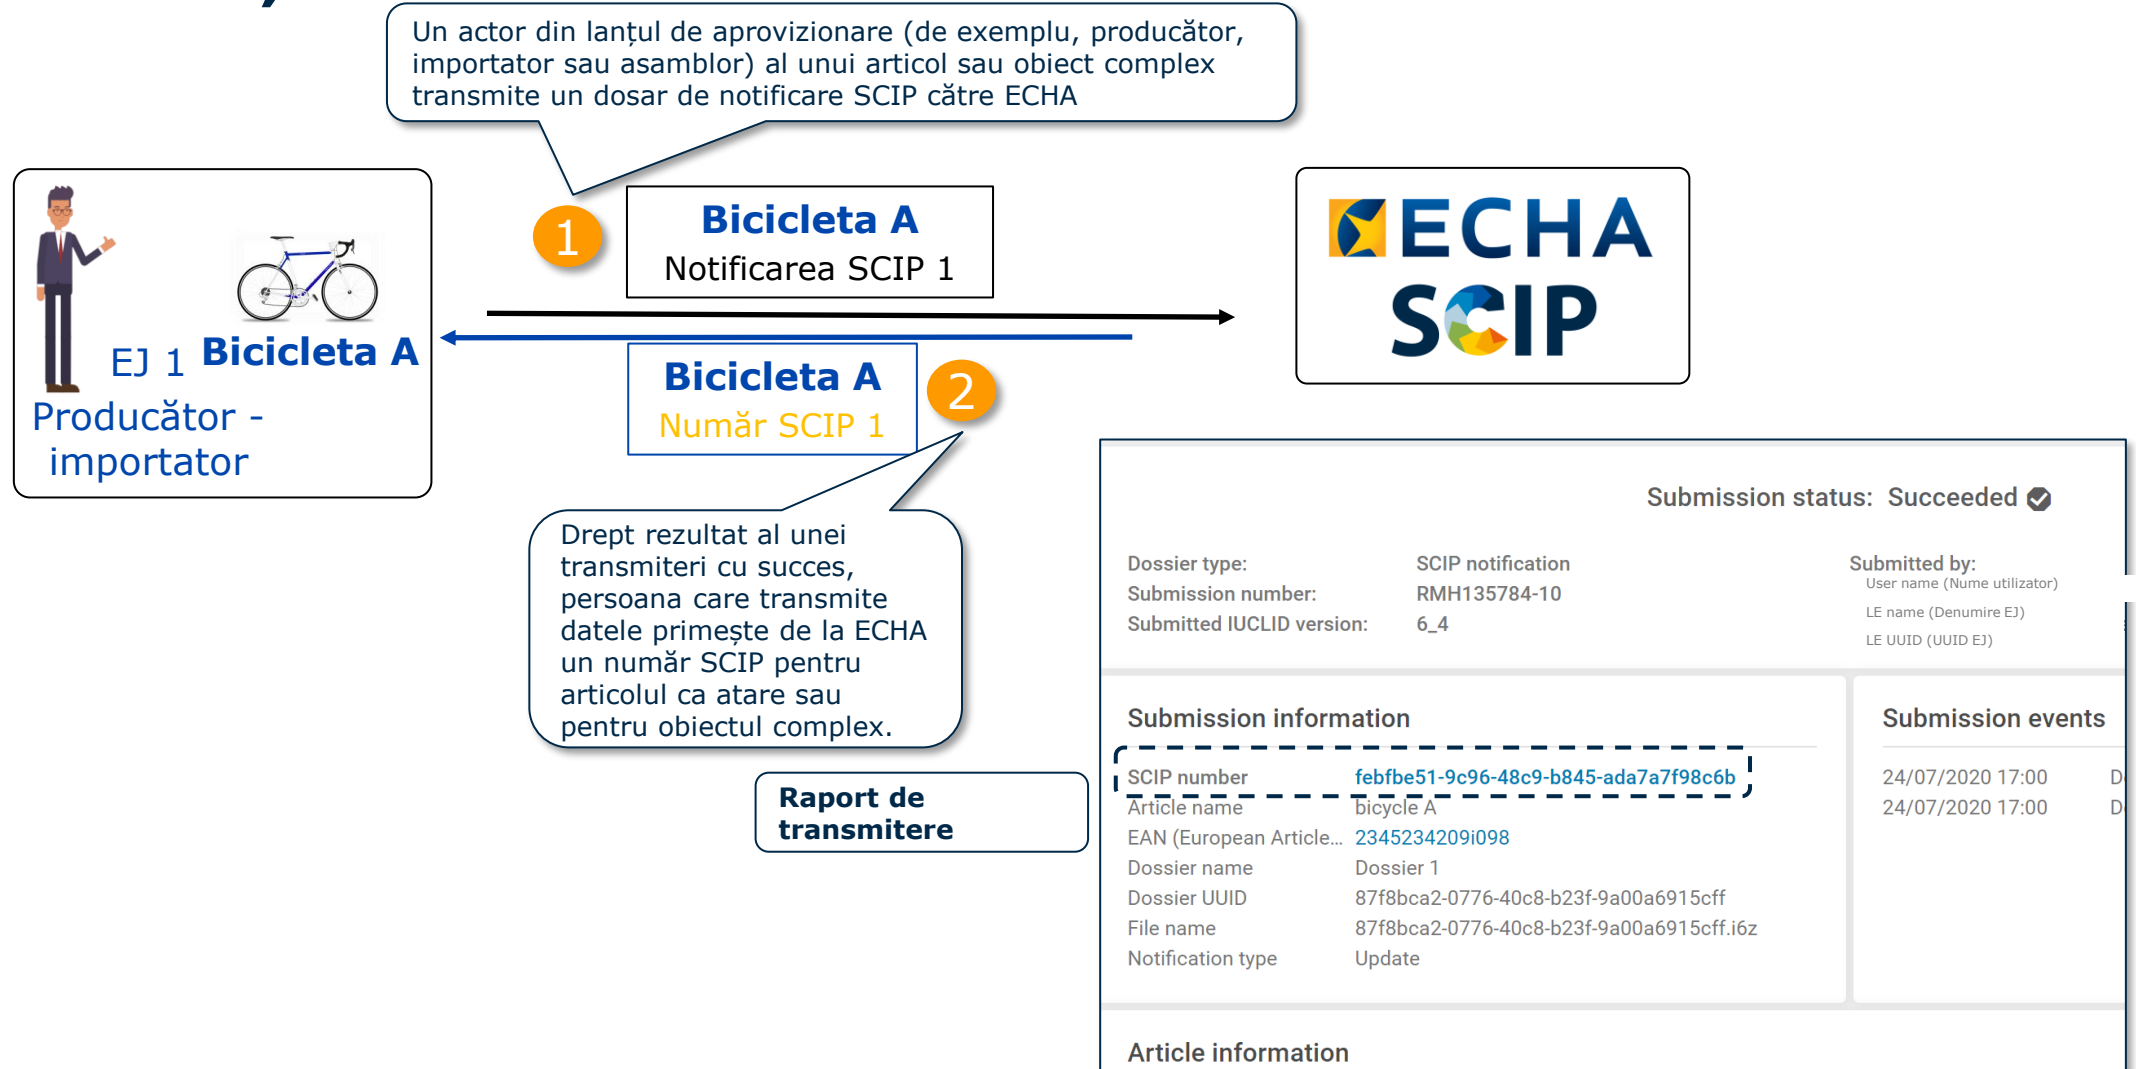 Un actor din lanțul de aprovizionare (de exemplu, producător,
importator sau asamblor) al unui articol sau obiect complex
transmite un dosar de notificare SCIP către ECHA
1
Bicicleta A
Notificarea SCIP 1
ECHA
SCIP
EJ 1 Bicicleta A
Producător -
importator
Bicicleta A
Număr SCIP 1
2
Drept rezultat al unei
transmiteri cu succes,
persoana care transmite
datele primește de la ECHA
un număr SCIP pentru
articolul ca atare sau
pentru obiectul complex.
Raport de
transmitere
Submission status: Succeeded
Dossier type: SCIP notification
Submission number: RMH135784-10
Submitted IUCLID version: 6_4
Submitted by:
User name (Nume utilizator)
LE name (Denumire EJ)
LE UUID (UUID EJ)
Submission information
SCIP number febfbe51-9c96-48c9-b845-ada7a7f98c6b
Article name bicycle A
EAN (European Article... 2345234209i098
Dossier name Dossier 1
Dossier UUID 87f8bca2-0776-40c8-b23f-9a00a6915cff
File name 87f8bca2-0776-40c8-b23f-9a00a6915cff.i6z
Notification type Update
Submission events
24/07/2020 17:00
24/07/2020 17:00
Article information